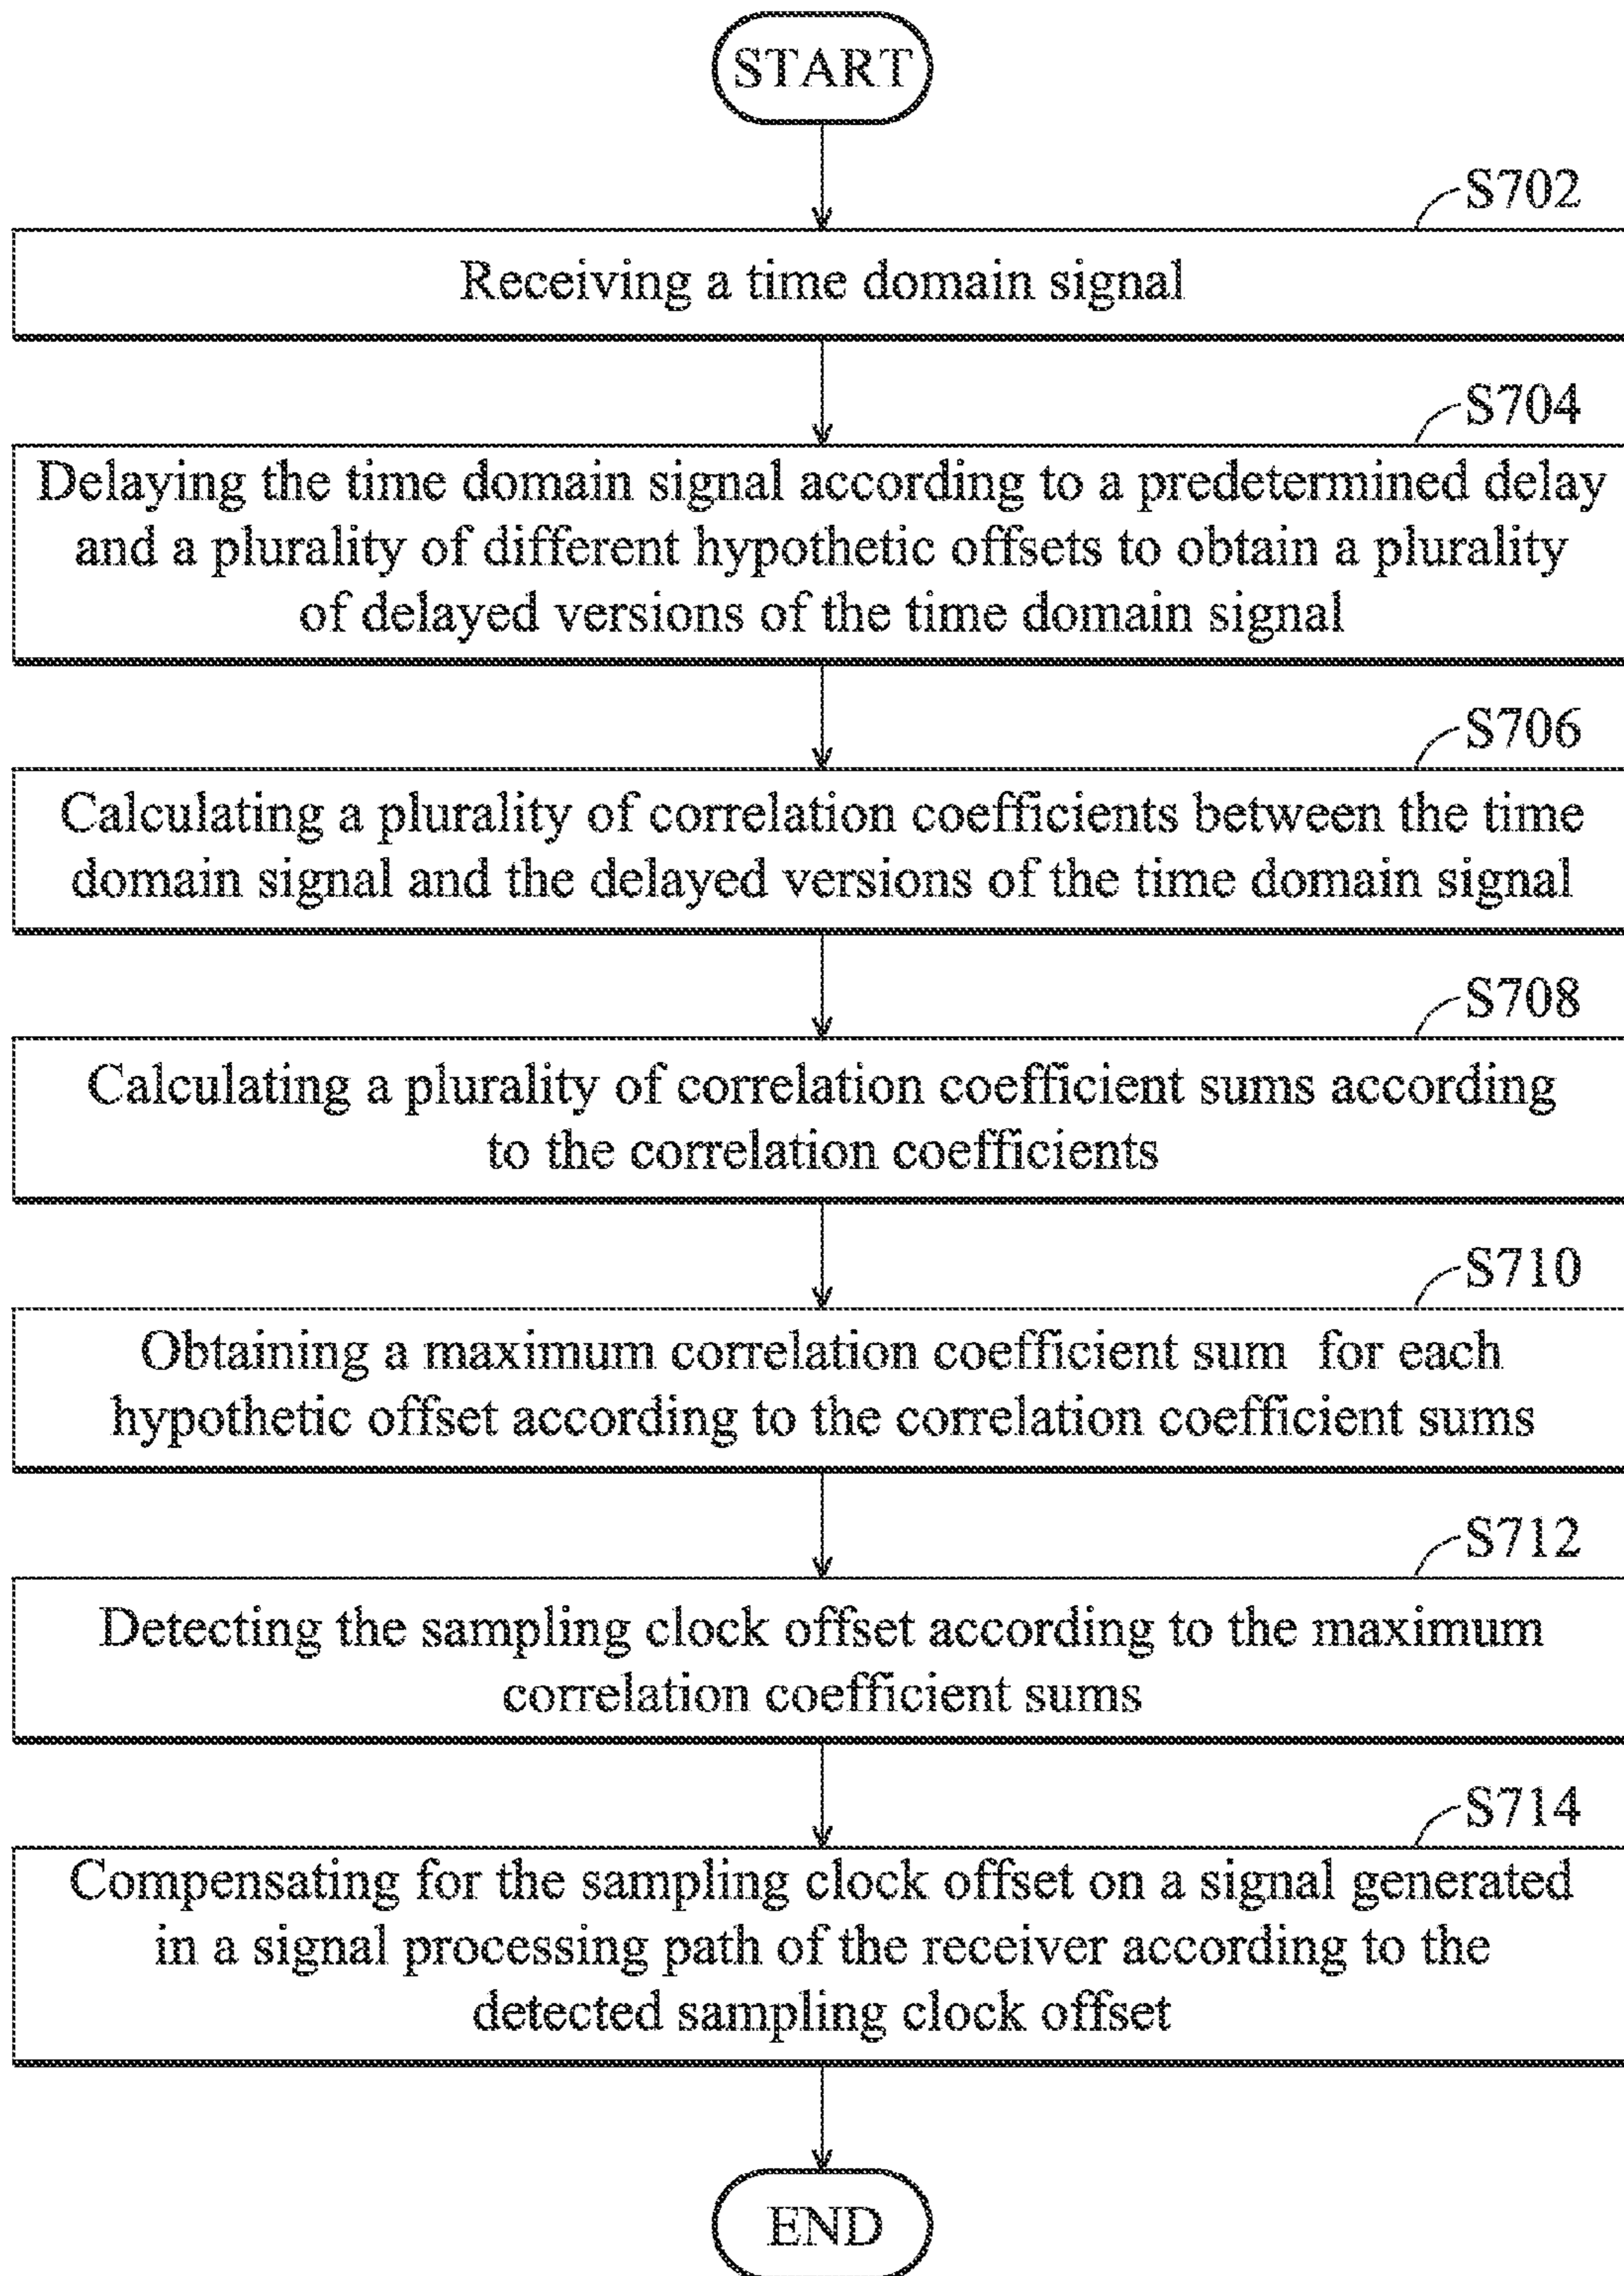 START
S702
Receiving a time domain signal
S704
Delaying the time domain signal according to a predetermined delay
and a plurality of different hypothetic offsets to obtain a plurality
of delayed versions of the time domain signal
S706
Calculating a plurality of correlation coefficients between the time
domain signal and the delayed versions of the time domain signal
S708
Calculating a plurality of correlation coefficient sums according
to the correlation coefficients
S710
Obtaining a maximum correlation coefficient sum for each
hypothetic offset according to the correlation coefficient sums
S712
Detecting the sampling clock offset according to the maximum
correlation coefficient sums
S714
Compensating for the sampling clock offset on a signal generated
in a signal processing path of the receiver according to the
detected sampling clock offset
END